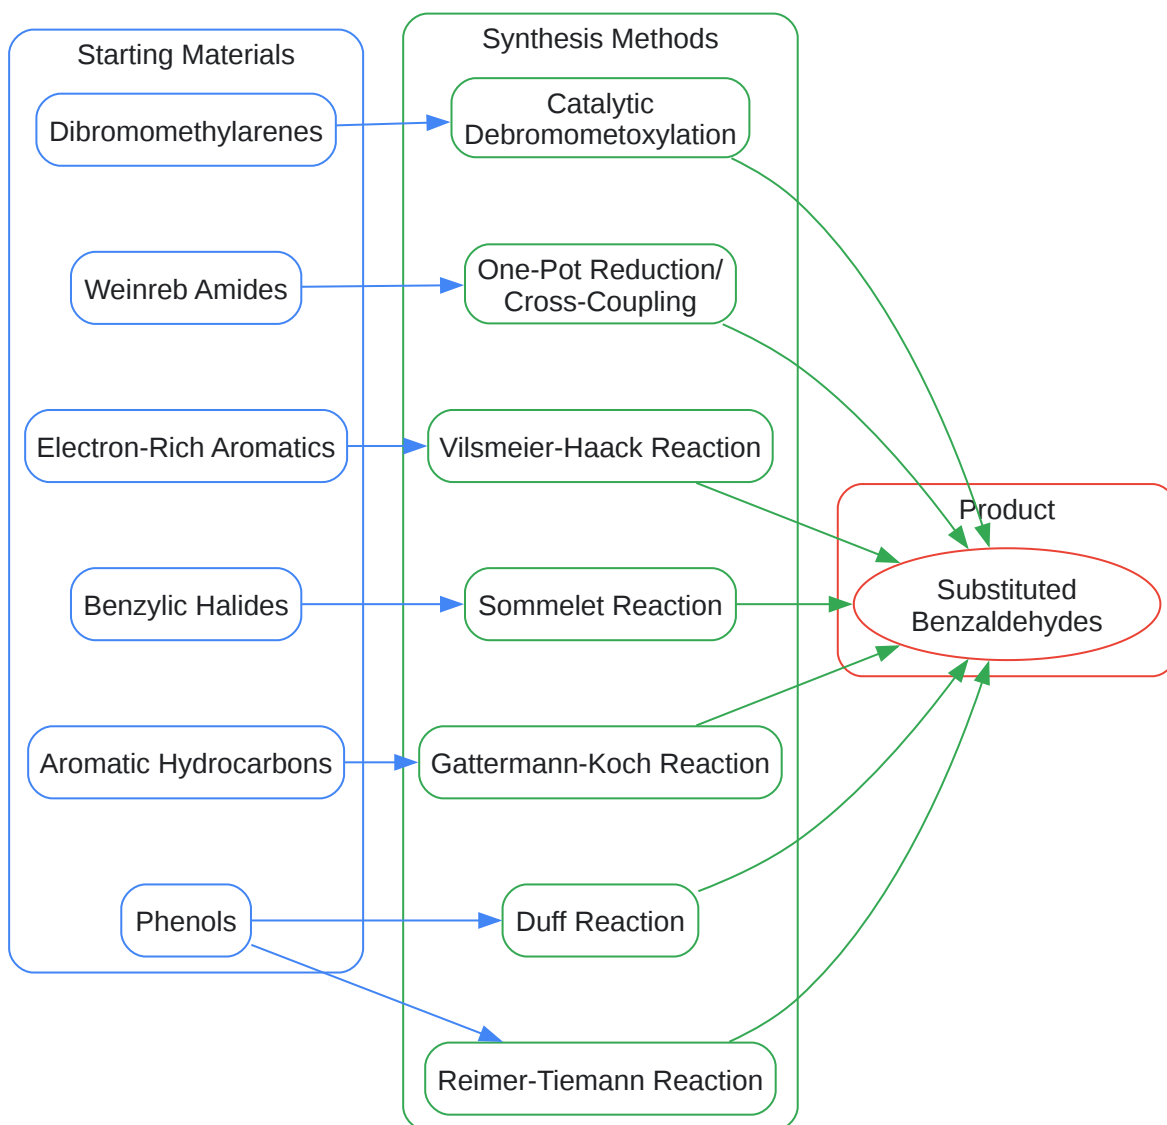 Starting Materials
Dibromomethylarenes
Weinreb Amides
Electron-Rich Aromatics
Benzylic Halides
Aromatic Hydrocarbons
Phenols
Synthesis Methods
Catalytic
Debromometoxylation
One-Pot Reduction/
Cross-Coupling
Vilsmeier-Haack Reaction
Sommelet Reaction
Gattermann-Koch Reaction
Duff Reaction
Reimer-Tiemann Reaction
Product
Substituted
Benzaldehydes